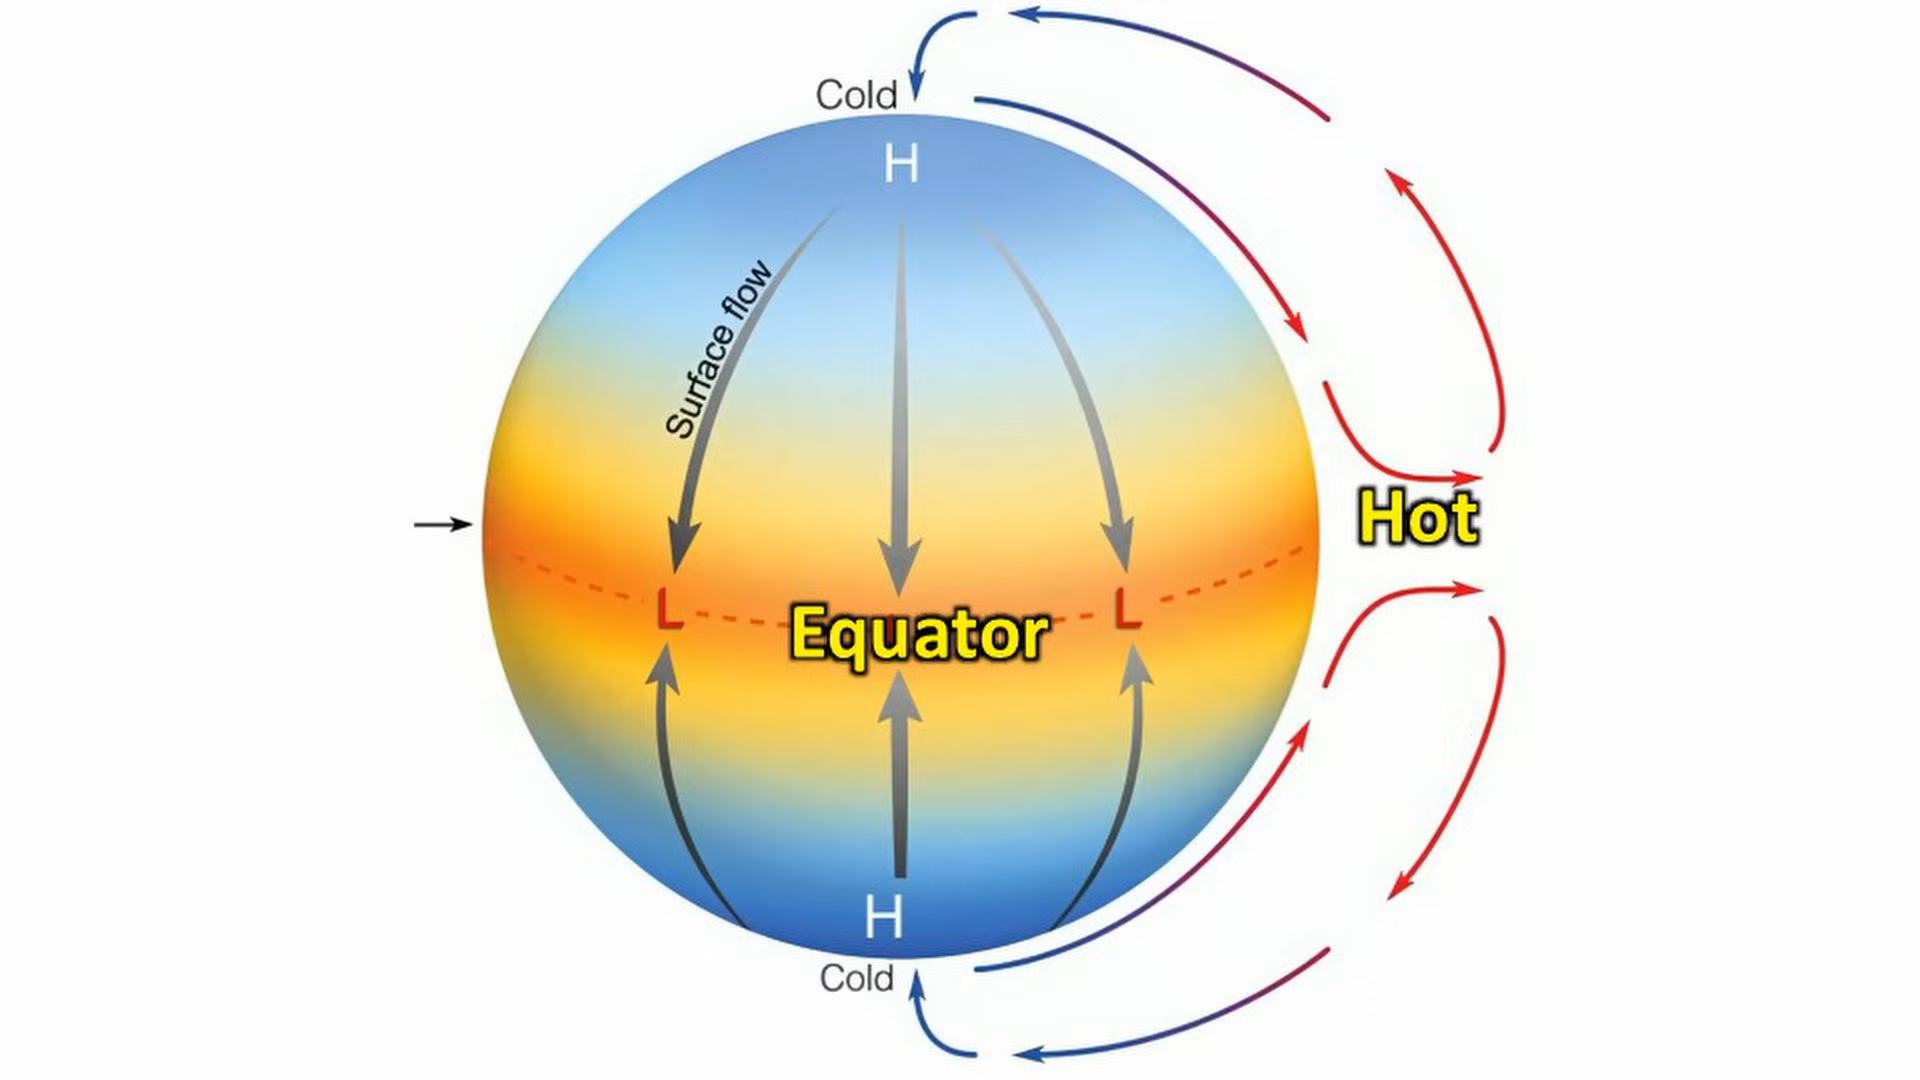 Cold
H
Surface flow
Hot
L
L
Equator
H
Cold